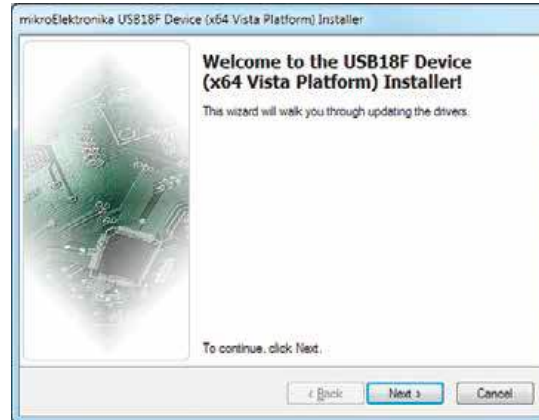 mikroElektronika USB18F Device (x64 Vista Platform) Installer
Welcome to the USB18F Device
(x64 Vista Platform) Installer!
This wizard will walk you through updating the drivers.
To continue, click Next.
< Back
Next >
Cancel